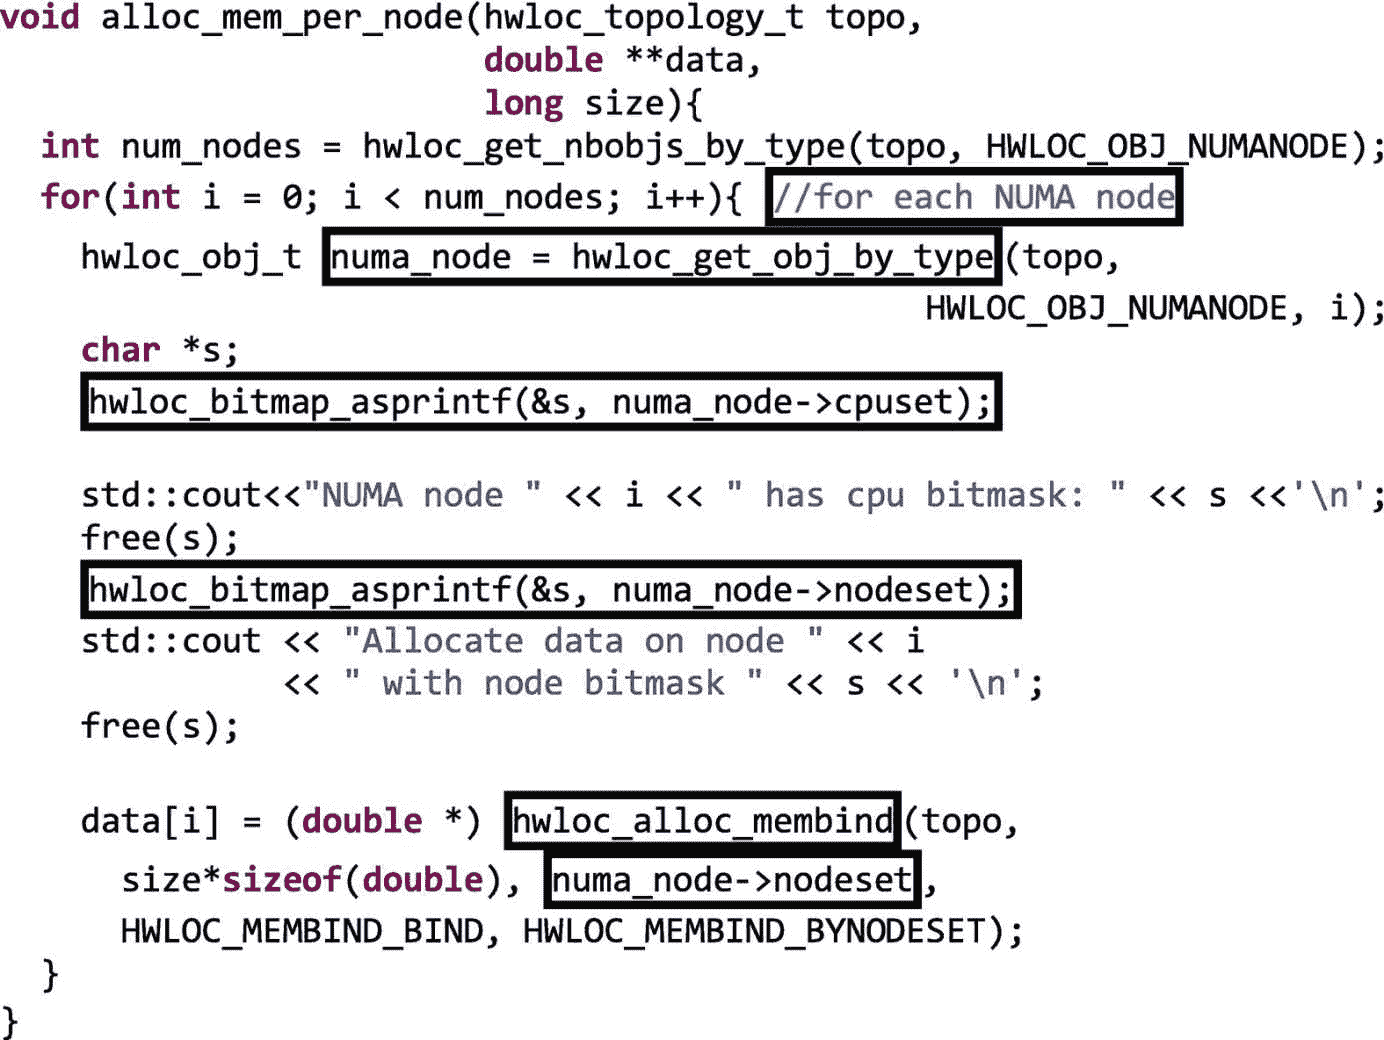 void alloc_mem_per_node(hwloc_topology_t topo,
                        double **data,
                        long size){
  int num_nodes = hwloc_get_nbobjs_by_type(topo, HWLOC_OBJ_NUMANODE);
  for(int i = 0; i < num_nodes; i++){ //for each NUMA node
    hwloc_obj_t numa_node = hwloc_get_obj_by_type(topo,
                                              HWLOC_OBJ_NUMANODE, i);
    char *s;
    hwloc_bitmap_asprintf(&s, numa_node->cpuset);
    std::cout<<"NUMA node " << i << " has cpu bitmask: " << s <<'\n';
    free(s);
    hwloc_bitmap_asprintf(&s, numa_node->nodeset);
    std::cout << "Allocate data on node " << i
              << " with node bitmask " << s << '\n';
    free(s);
    data[i] = (double *) hwloc_alloc_membind(topo,
      size*sizeof(double), numa_node->nodeset,
      HWLOC_MEMBIND_BIND, HWLOC_MEMBIND_BYNODESET);
  }
}